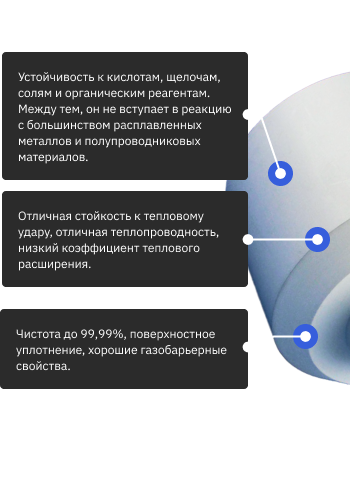 Устойчивость к кислотам, щелочам,
солям и органическим реагентам.
Между тем, он не вступает в реакцию
с большинством расплавленных
металлов и полупроводниковых
материалов.
Отличная стойкость к тепловому
удару, отличная теплопроводность,
низкий коэффициент теплового
расширения.
Чистота до 99,99%, поверхностное
уплотнение, хорошие газобарьерные
свойства.